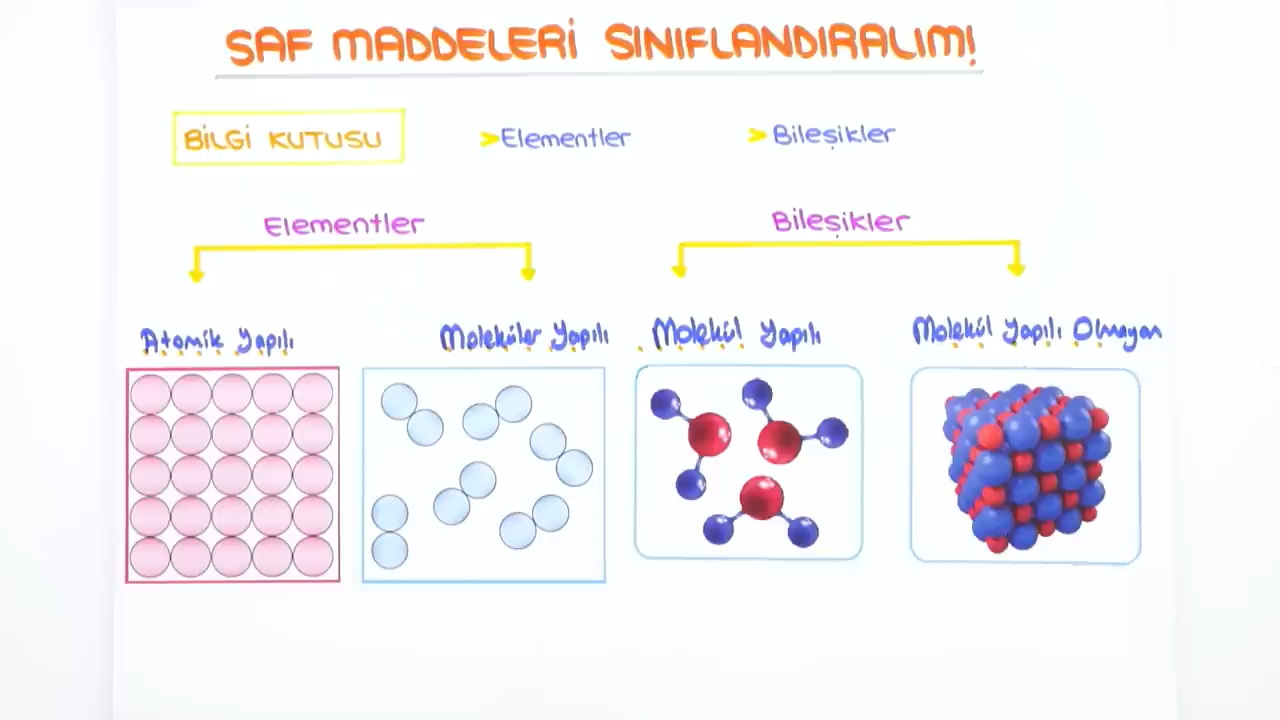 SAF MADDELERİ SINIFLANDIRALIM!
BİLGİ KUTUSU
>Elementler
>Bileşikler
Elementler
Bileşikler
Atomik Yapılı
Moleküler Yapılı
Molekül Yapılı
Molekül Yapılı Olmayan